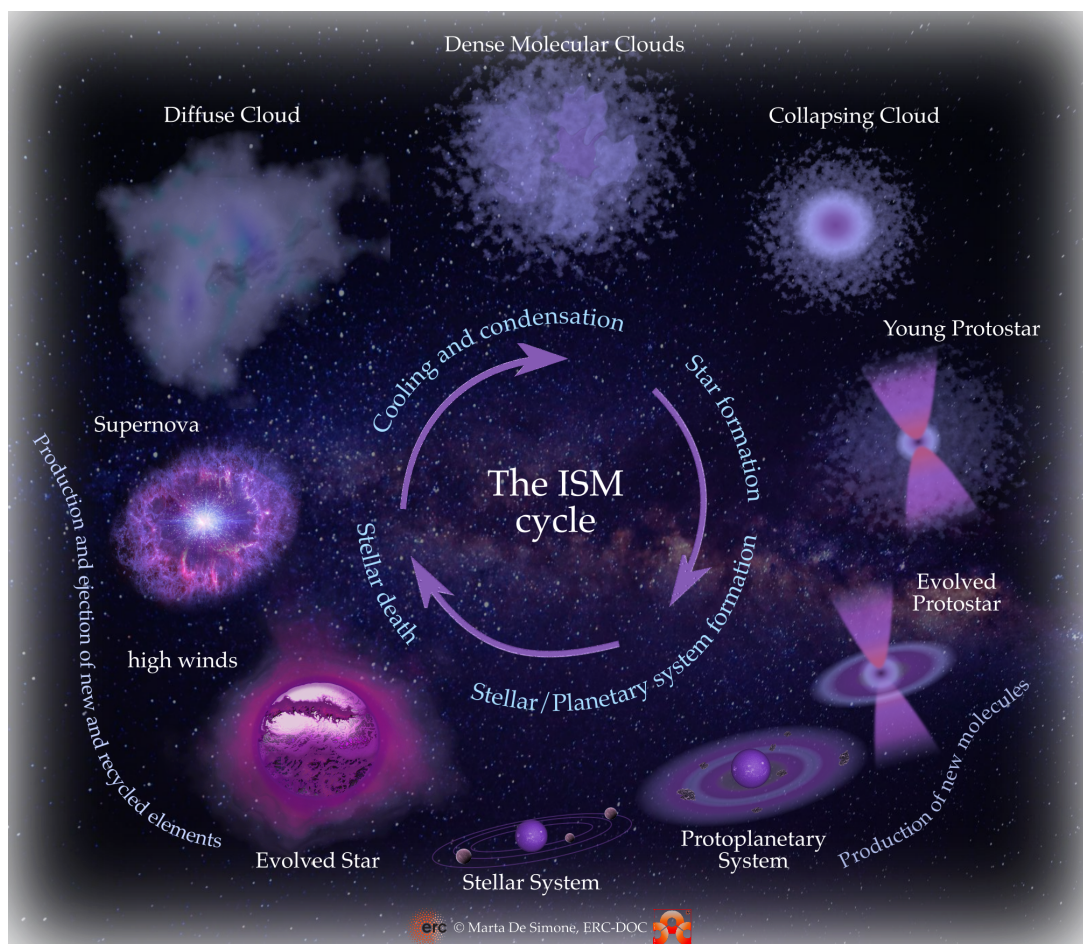 Dense Molecular Clouds
Diffuse Cloud
Collapsing Cloud
Young Protostar
Cooling and condensation
Star formation
Supernova
The ISM
cycle
Production and ejection of new and recycled elements
Stellar death
Stellar/Planetary system formation
Evolved
Protostar
high winds
Production of new molecules
Protoplanetary
System
Evolved Star
Stellar System
erc © Marta De Simone, ERC-DOC